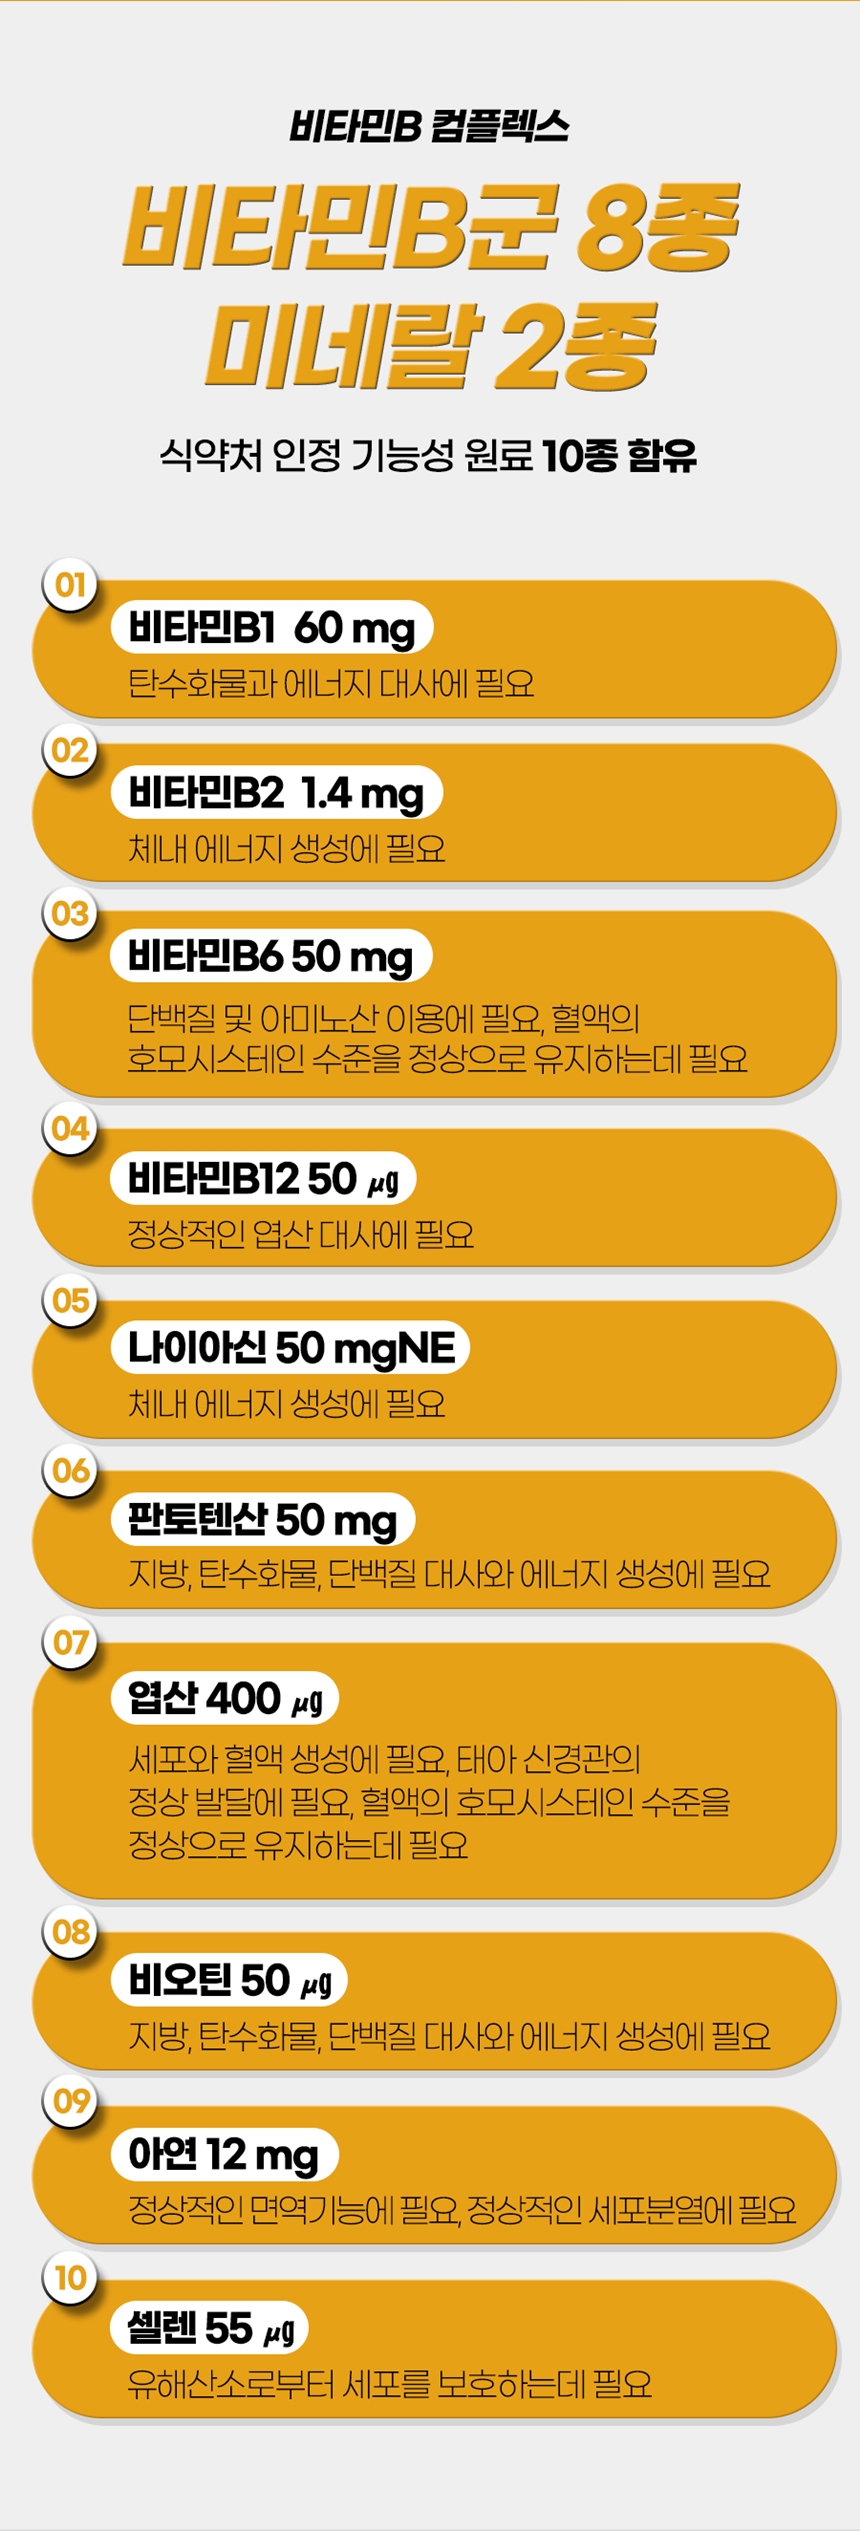 비타민B 컴플렉스
비타민B군 8종
미네랄 2종
식약처 인정 기능성 원료 10종 함유
01
비타민B1 60 mg
탄수화물과 에너지 대사에 필요
02
비타민B2 1.4 mg
체내 에너지 생성에 필요
03
비타민B6 50 mg
단백질 및 아미노산 이용에 필요, 혈액의
호모시스테인 수준을 정상으로 유지하는데 필요
04
비타민B12 50 ㎍
정상적인 엽산 대사에 필요
05
나이아신 50 mgNE
체내 에너지 생성에 필요
06
판토텐산 50 mg
지방, 탄수화물, 단백질 대사와 에너지 생성에 필요
07
엽산 400 ㎍
세포와 혈액 생성에 필요, 태아 신경관의
정상 발달에 필요, 혈액의 호모시스테인 수준을
정상으로 유지하는데 필요
08
비오틴 50 ㎍
지방, 탄수화물, 단백질 대사와 에너지 생성에 필요
09
아연 12 mg
정상적인 면역기능에 필요, 정상적인 세포분열에 필요
10
셀렌 55 ㎍
유해산소로부터 세포를 보호하는데 필요